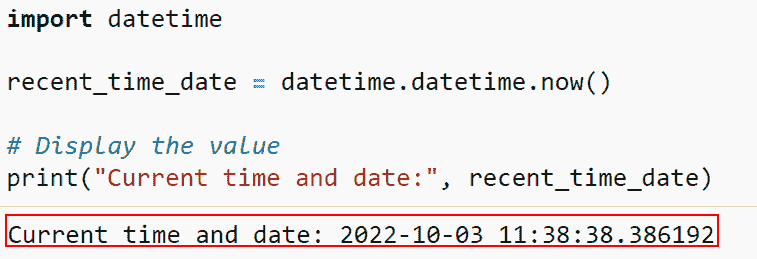 import datetime
recent_time_date = datetime.datetime.now()
# Display the value
print("Current time and date:", recent_time_date)
Current time and date: 2022-10-03 11:38:38.386192